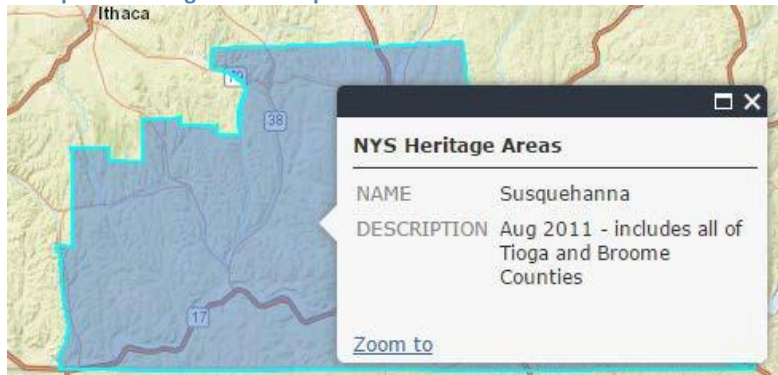 Ithaca
79
38
NYS Heritage Areas
NAME Susquehanna
DESCRIPTION Aug 2011 - includes all of
Tioga and Broome
Counties
17
Zoom to